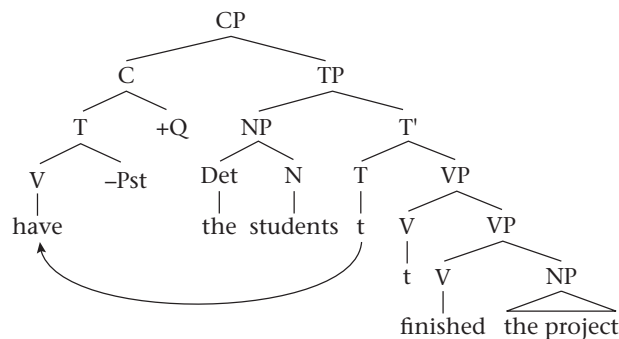 CP
C TP
T +Q NP T'
V –Pst Det N T VP
have the students t V VP
t V NP
finished the project